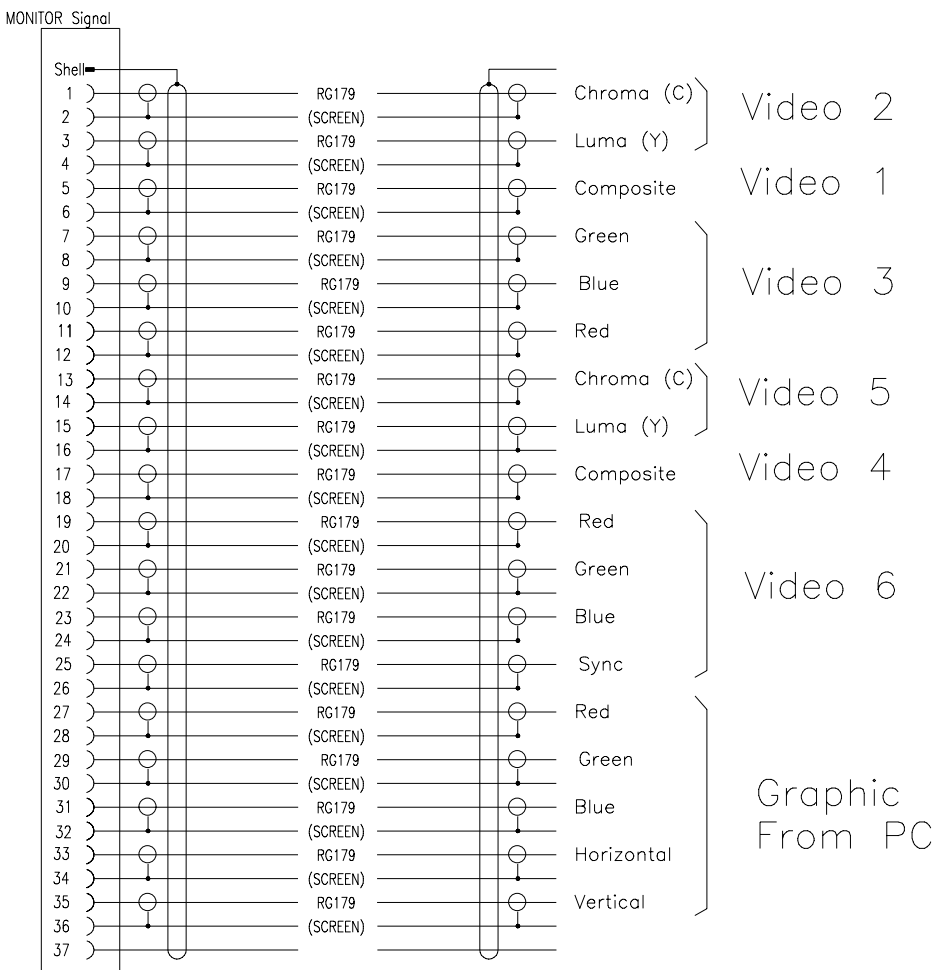 MONITOR Signal
Shell
1 RG179 Chroma (C)
2 (SCREEN)
Video 2
3 RG179 Luma (Y)
4 (SCREEN)
5 RG179 Composite Video 1
6 (SCREEN)
7 RG179 Green
8 (SCREEN)
9 RG179 Blue Video 3
10 (SCREEN)
11 RG179 Red
12 (SCREEN)
13 RG179 Chroma (C)
14 (SCREEN)
Video 5
15 RG179 Luma (Y)
16 (SCREEN)
17 RG179 Composite Video 4
18 (SCREEN)
19 RG179 Red
20 (SCREEN)
21 RG179 Green
22 (SCREEN)
Video 6
23 RG179 Blue
24 (SCREEN)
25 RG179 Sync
26 (SCREEN)
27 RG179 Red
28 (SCREEN)
29 RG179 Green
30 (SCREEN)
31 RG179 Blue
32 (SCREEN)
Graphic
From PC
33 RG179 Horizontal
34 (SCREEN)
35 RG179 Vertical
36 (SCREEN)
37